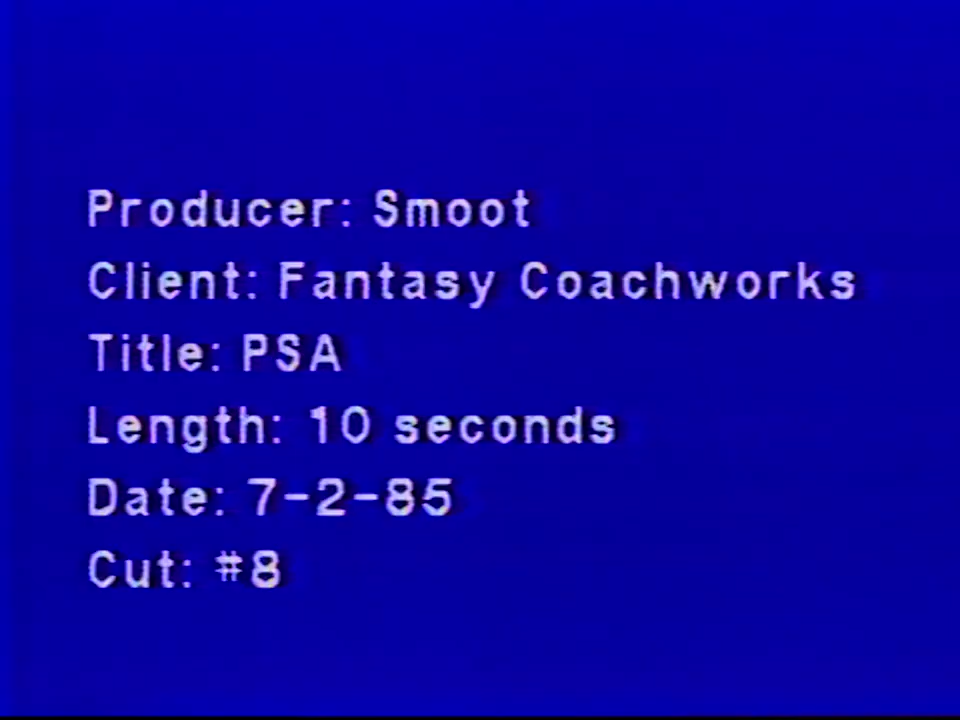 Producer: Smoot
Client: Fantasy Coachworks
Title: PSA
Length: 10 seconds
Date: 7-2-85
Cut: #8